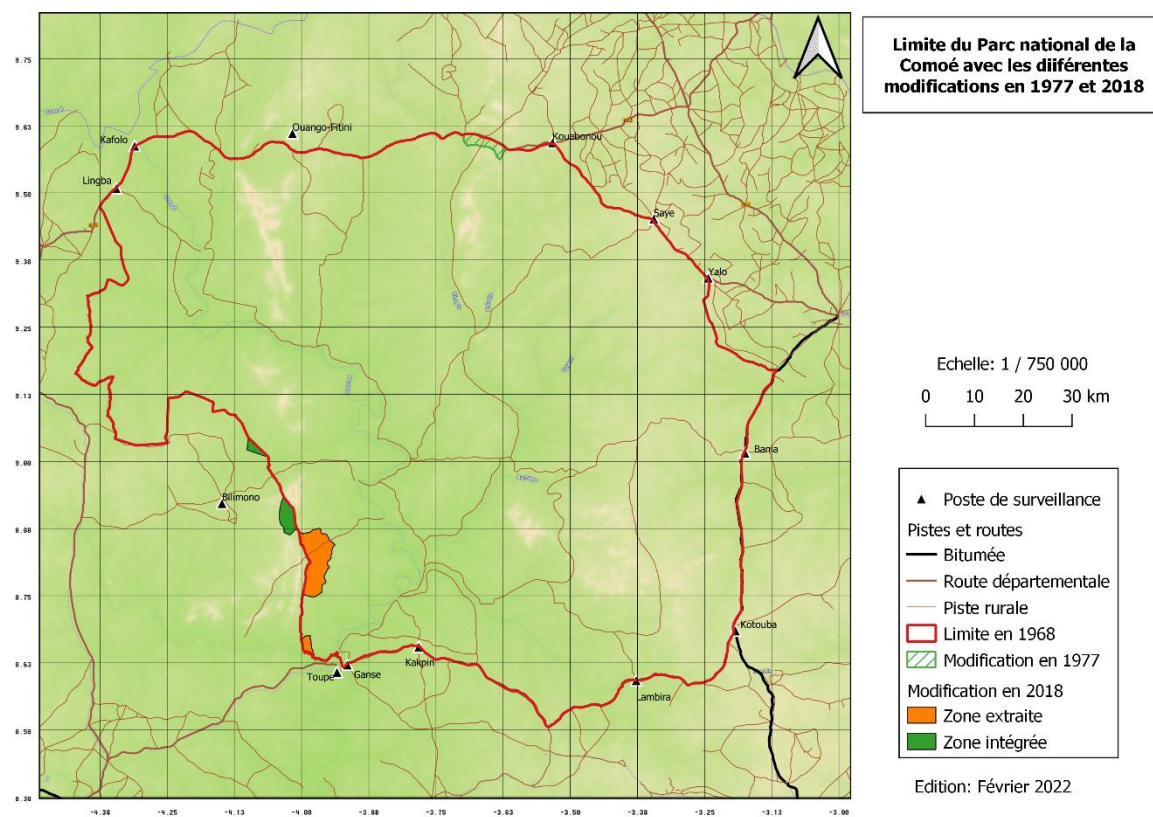 Limite du Parc national de la
Comoé avec les diiférentes
modifications en 1977 et 2018
9.75
9.63
9.50
9.38
9.25
9.13
9.00
8.88
8.75
8.63
8.50
8.38
Ouango-Fitini
Kafolo
Kouebonou
Lingba
Saye
Yalo
Bania
Bilimono
Kotouba
Kakpin
Toupe
Ganse
Lambira
-4.38
-4.25
-4.13
-4.00
-3.88
-3.75
-3.63
-3.50
-3.38
-3.25
-3.13
-3.00
Echelle: 1 / 750 000
0 10 20 30 km
Poste de surveillance
Pistes et routes
Bitumée
Route départementale
Piste rurale
Limite en 1968
Modification en 1977
Modification en 2018
Zone extraite
Zone intégrée
Edition: Février 2022